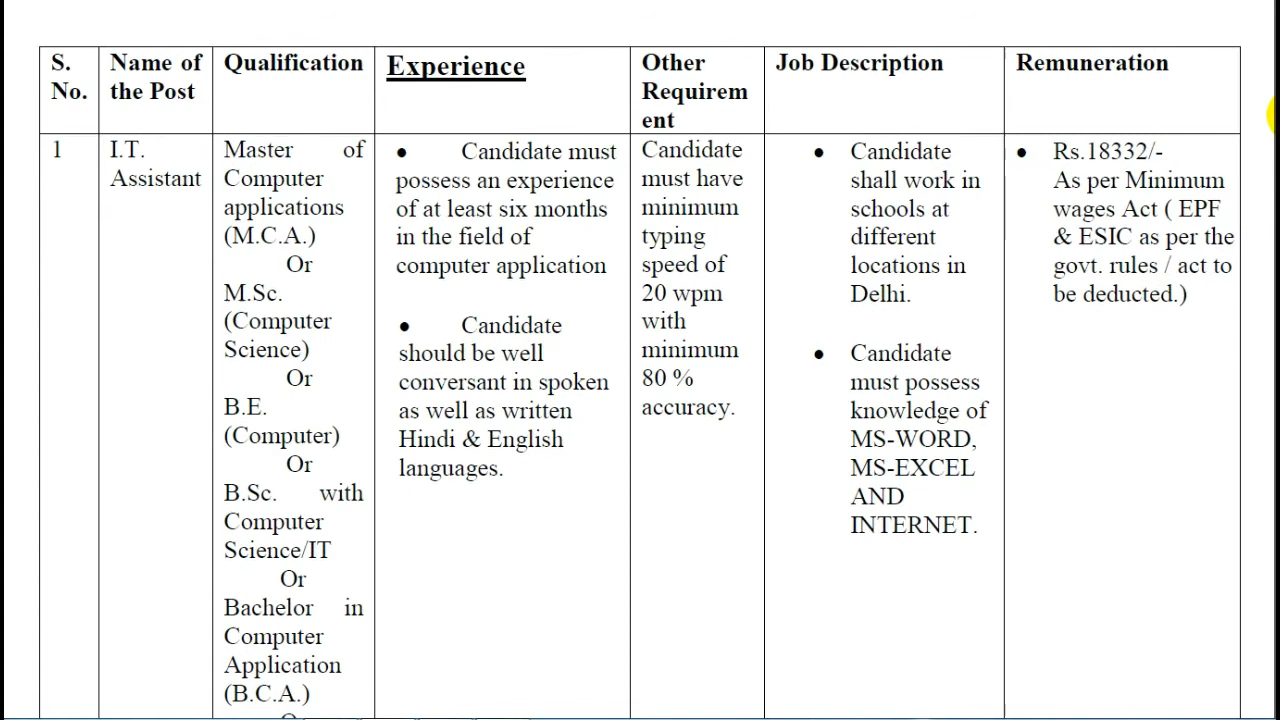 S. No.
Name of the Post
Qualification
Experience
Other Requirem ent
Job Description
Remuneration
1
I.T.
Assistant
Master of
Computer
applications
(M.C.A.)
Or
M.Sc.
(Computer
Science)
Or
B.E.
(Computer)
Or
B.Sc. with
Computer
Science/IT
Or
Bachelor in
Computer
Application
(B.C.A.)
• Candidate must
possess an experience
of at least six months
in the field of
computer application
• Candidate
should be well
conversant in spoken
as well as written
Hindi & English
languages.
Candidate
must have
minimum
typing
speed of
20 wpm
with
minimum
80 %
accuracy.
• Candidate
shall work in
schools at
different
locations in
Delhi.
• Candidate
must possess
knowledge of
MS-WORD,
MS-EXCEL
AND
INTERNET.
• Rs.18332/-
As per Minimum
wages Act ( EPF
& ESIC as per the
govt. rules / act to
be deducted.)